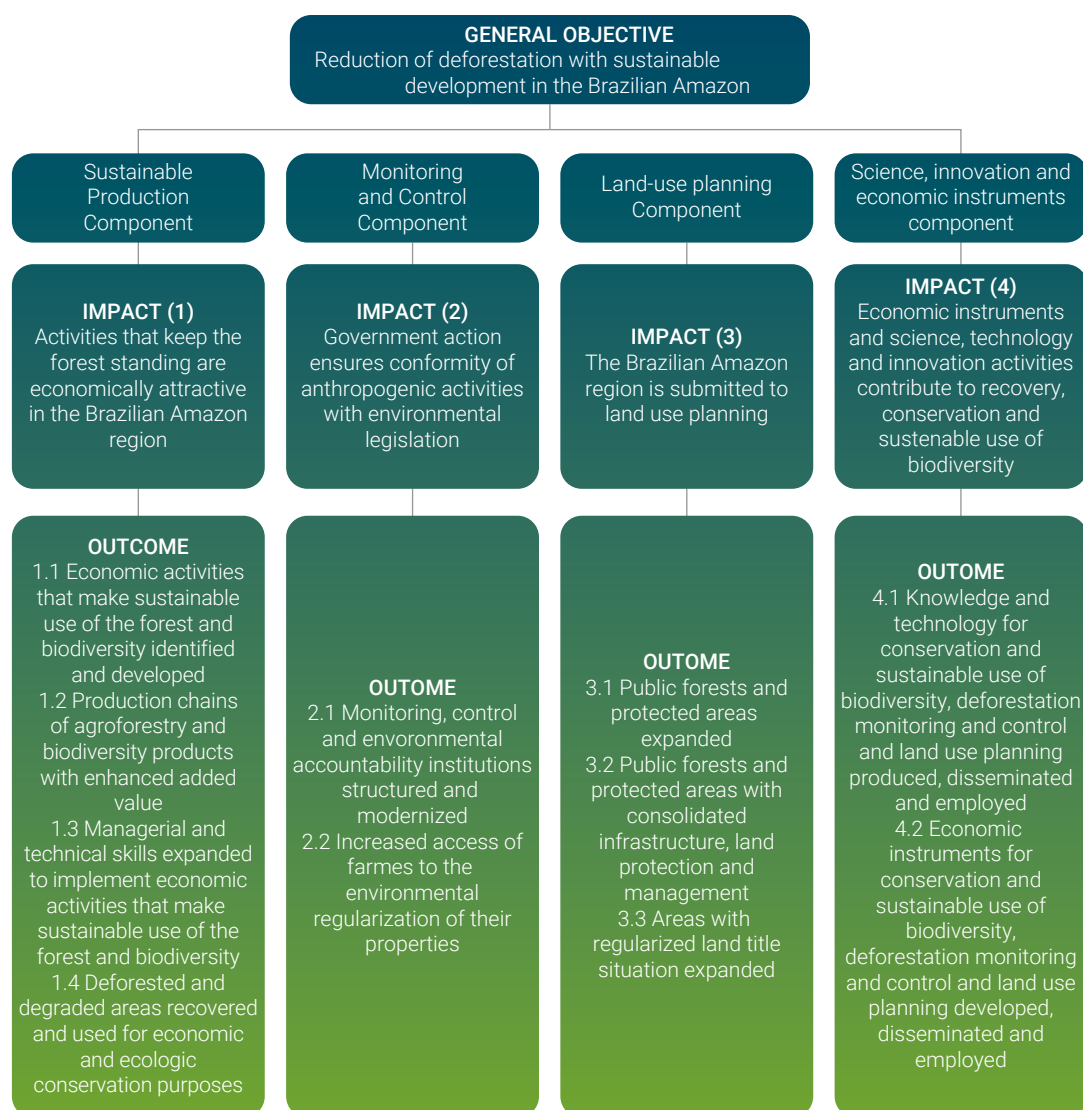 GENERAL OBJECTIVE
Reduction of deforestation with sustainable
development in the Brazilian Amazon
Sustainable
Production
Component
Monitoring
and Control
Component
Land-use planning
Component
Science, innovation and
economic instruments
component
IMPACT (1)
Activities that keep the
forest standing are
economically attractive
in the Brazilian Amazon
region
IMPACT (2)
Government action
ensures conformity of
anthropogenic activities
with environmental
legislation
IMPACT (3)
The Brazilian Amazon
region is submitted to
land use planning
IMPACT (4)
Economic instruments
and science, technology
and innovation activities
contribute to recovery,
conservation and
sustenable use of
biodiversity
OUTCOME
1.1 Economic activities
that make sustainable
use of the forest and
biodiversity identified
and developed
1.2 Production chains
of agroforestry and
biodiversity products
with enhanced added
value
1.3 Managerial and
technical skills expanded
to implement economic
activities that make
sustainable use of the
forest and biodiversity
1.4 Deforested and
degraded areas recovered
and used for economic
and ecologic
conservation purposes
OUTOME
2.1 Monitoring, control
and envoronmental
accountability institutions
structured and
modernized
2.2 Increased access of
farmes to the
environmental
regularization of their
properties
OUTOME
3.1 Public forests and
protected areas
expanded
3.2 Public forests and
protected areas with
consolidated
infrastructure, land
protection and
management
3.3 Areas with
regularized land title
situation expanded
OUTOME
4.1 Knowledge and
technology for
conservation and
sustainable use of
biodiversity, deforestation
monitoring and control
and land use planning
produced, disseminated
and employed
4.2 Economic
instruments for
conservation and
sustainable use of
biodiversity,
deforestation monitoring
and control and land use
planning developed,
disseminated and
employed